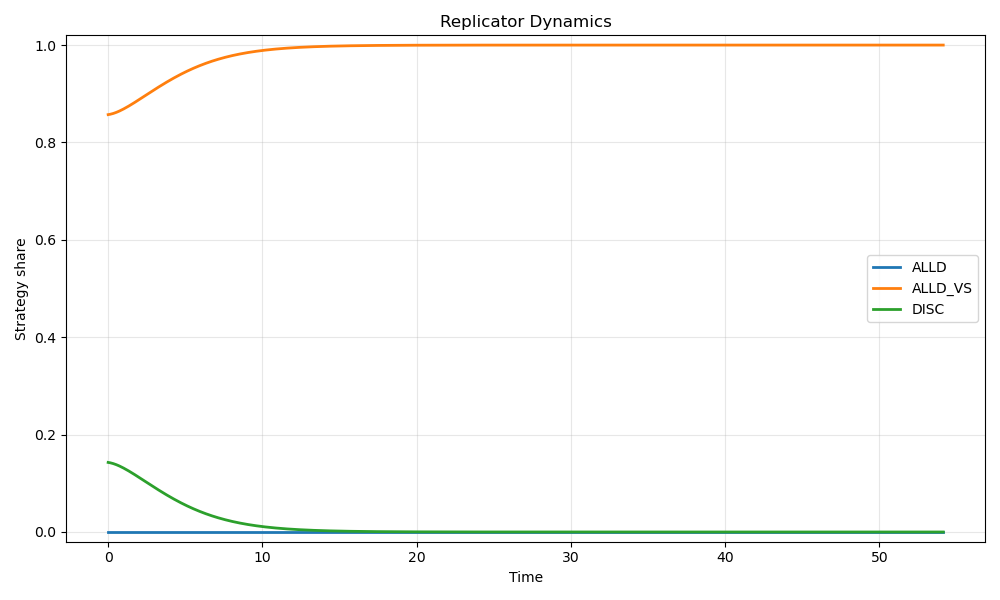 Replicator Dynamics
Strategy share
1.0
0.8
0.6
0.4
0.2
0.0
ALLD
ALLD_VS
DISC
0 10 20 30 40 50
Time